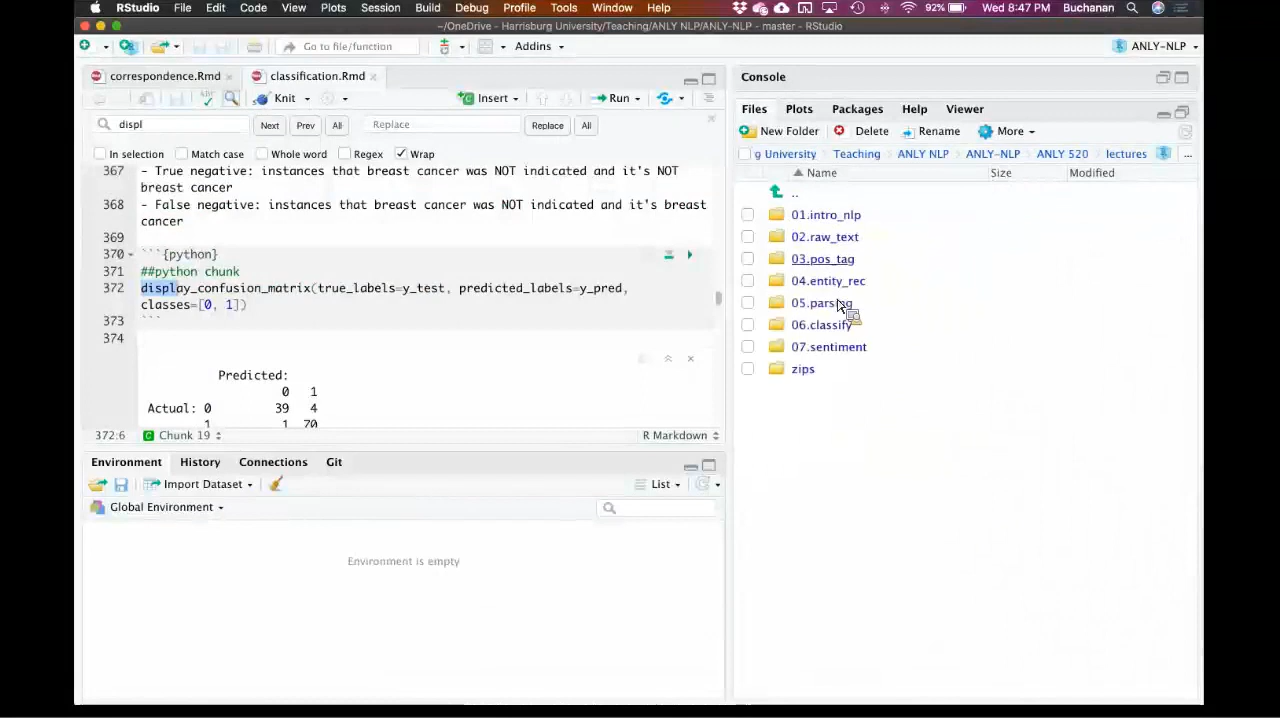 RStudio File Edit Code View Plots Session Build Debug Profile Tools Window Help 92% Wed 8:47 PM Buchanan
~/OneDrive - Harrisburg University/Teaching/ANLY NLP/ANLY-NLP - master - RStudio
Go to file/function Addins ANLY-NLP
correspondence.Rmd classification.Rmd
Knit Insert Run
displ Next Prev All Replace Replace All
In selection Match case Whole word Regex Wrap
367 - True negative: instances that breast cancer was NOT indicated and it's NOT
breast cancer
368 - False negative: instances that breast cancer was NOT indicated and it's breast
cancer
369
370 ```{python}
371 ##python chunk
372 display_confusion_matrix(true_labels=y_test, predicted_labels=y_pred,
classes=[0, 1])
373 ```
374
Predicted:
0 1
Actual: 0 39 4
1 1 70
372:6 Chunk 19 R Markdown
Environment History Connections Git
Import Dataset List
Global Environment
Environment is empty
Console
Files Plots Packages Help Viewer
New Folder Delete Rename More
g University Teaching ANLY NLP ANLY-NLP ANLY 520 lectures ...
Name Size Modified
..
01.intro_nlp
02.raw_text
03.pos_tag
04.entity_rec
05.parsing
06.classify
07.sentiment
zips